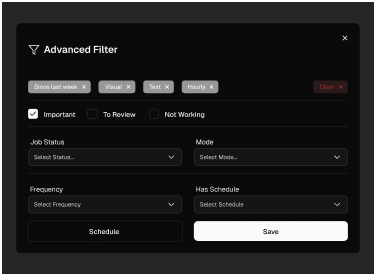 Advanced Filter
Since last week
Visual
Text
Hourly
Clear
Important
To Review
Not Working
Job Status
Mode
Select Status...
Select Mode...
Frequency
Has Schedule
Select Frequency
Select Schedule
Schedule
Save